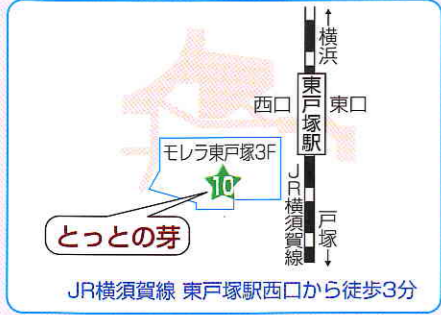 ↑横浜
東戸塚駅
西口
東口
モレラ東戸塚3F
10
とっとの芽
JR横須賀線
戸塚↓
JR横須賀線 東戸塚駅西口から徒歩3分